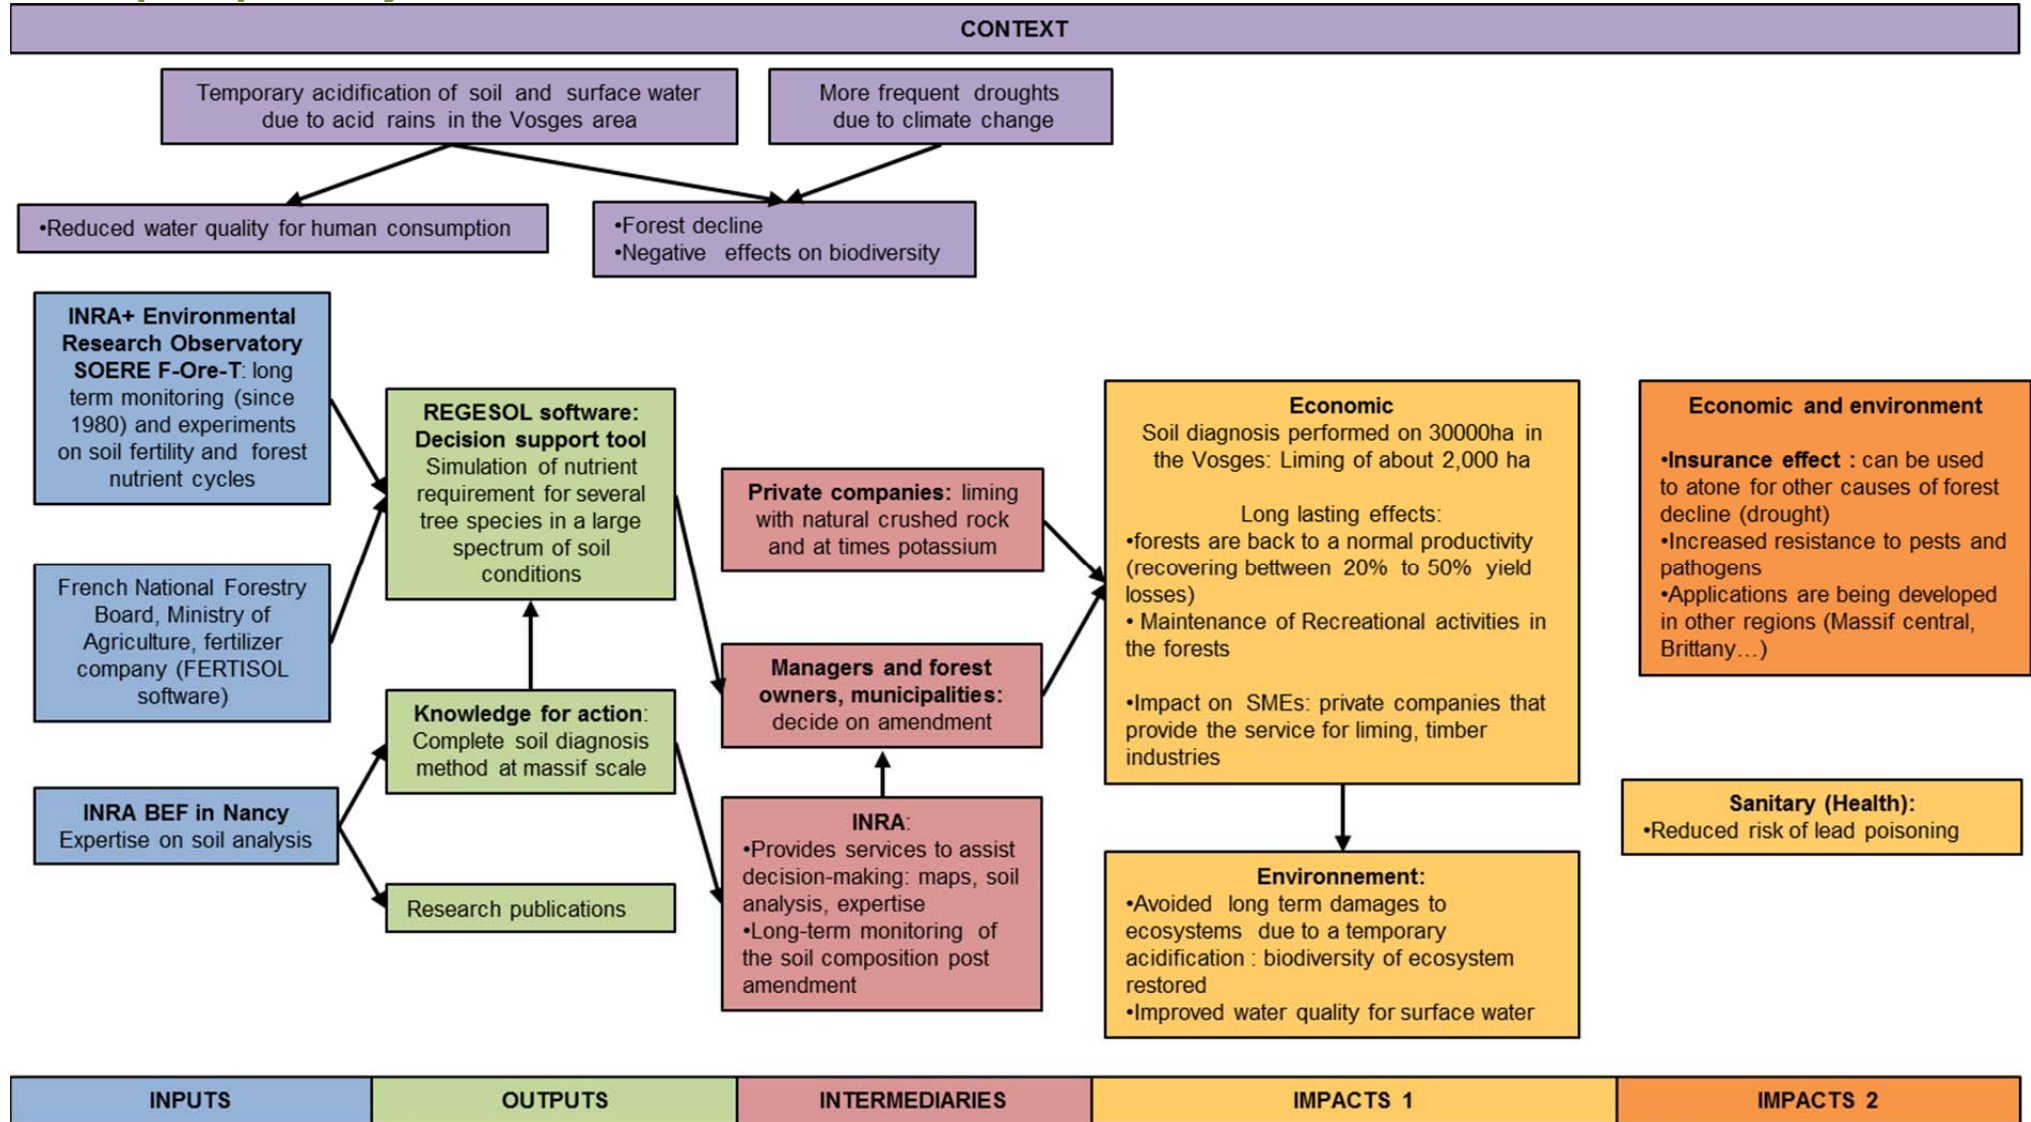 CONTEXT
Temporary acidification of soil and surface water
due to acid rains in the Vosges area
More frequent droughts
due to climate change
•Reduced water quality for human consumption
•Forest decline
•Negative effects on biodiversity
INRA+ Environmental
Research Observatory
SOERE F-Ore-T: long
term monitoring (since
1980) and experiments
on soil fertility and forest
nutrient cycles
French National Forestry
Board, Ministry of
Agriculture, fertilizer
company (FERTISOL
software)
INRA BEF in Nancy
Expertise on soil analysis
REGESOL software:
Decision support tool
Simulation of nutrient
requirement for several
tree species in a large
spectrum of soil
conditions
Knowledge for action:
Complete soil diagnosis
method at massif scale
Research publications
Private companies: liming
with natural crushed rock
and at times potassium
Managers and forest
owners, municipalities:
decide on amendment
INRA:
•Provides services to assist
decision-making: maps, soil
analysis, expertise
•Long-term monitoring of
the soil composition post
amendment
Economic
Soil diagnosis performed on 30000ha in
the Vosges: Liming of about 2,000 ha
Long lasting effects:
•forests are back to a normal productivity
(recovering bettween 20% to 50% yield
losses)
• Maintenance of Recreational activities in
the forests
•Impact on SMEs: private companies that
provide the service for liming, timber
industries
Environnement:
•Avoided long term damages to
ecosystems due to a temporary
acidification : biodiversity of ecosystem
restored
•Improved water quality for surface water
Economic and environment
•Insurance effect : can be used
to atone for other causes of forest
decline (drought)
•Increased resistance to pests and
pathogens
•Applications are being developed
in other regions (Massif central,
Brittany…)
Sanitary (Health):
•Reduced risk of lead poisoning
INPUTS
OUTPUTS
INTERMEDIARIES
IMPACTS 1
IMPACTS 2